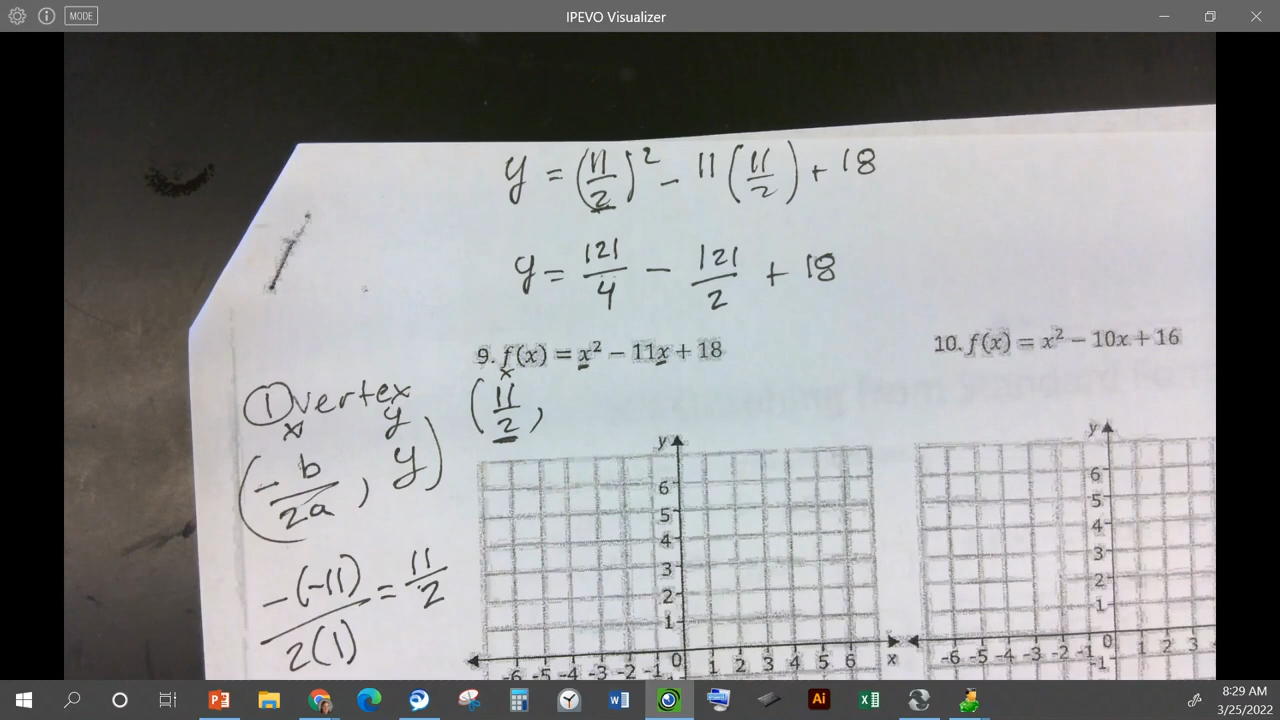 MODE
IPEVO Visualizer
y = (11/2)² - 11(11/2) + 18
y = 121/4 - 121/2 + 18
9. f(x) = x² − 11x + 18
10. f(x) = x² − 10x + 16
① vertex
x y
(-b/2a, y)
x
(11/2,
-(-11)/2(1) = 11/2
y
6
5
4
3
2
1
-6 -5 -4 -3 -2 -1 0 1 2 3 4 5 6 x
y
6
5
4
3
2
1
-6 -5 -4 -3 -2 -1 0 1 2 3
-1
8:29 AM
3/25/2022